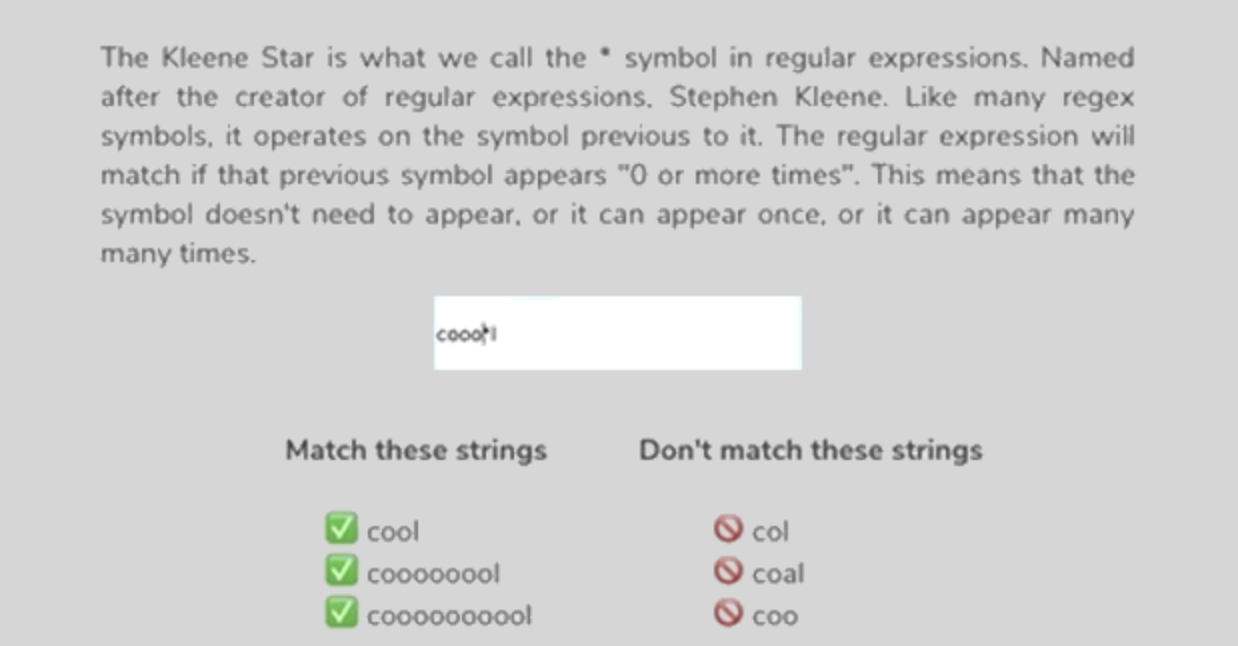 The Kleene Star is what we call the * symbol in regular expressions. Named
after the creator of regular expressions, Stephen Kleene. Like many regex
symbols, it operates on the symbol previous to it. The regular expression will
match if that previous symbol appears "0 or more times". This means that the
symbol doesn't need to appear, or it can appear once, or it can appear many
many times.
cooo*l
Match these strings Don't match these strings
cool col
coooooool coal
coooooooool coo